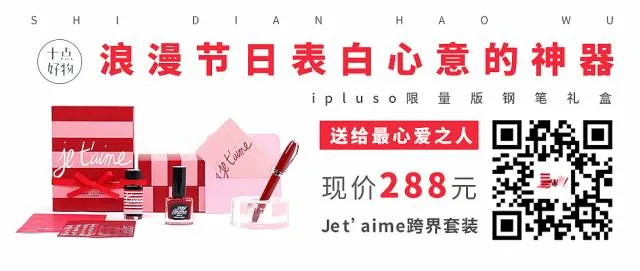 SHI DIAN HAO WU
十点
好物
浪漫节日表白心意的神器
ipluso限量版钢笔礼盒
je t'aime
je t'aime
送给最心爱之人
现价288元
Jet'aime跨界套装